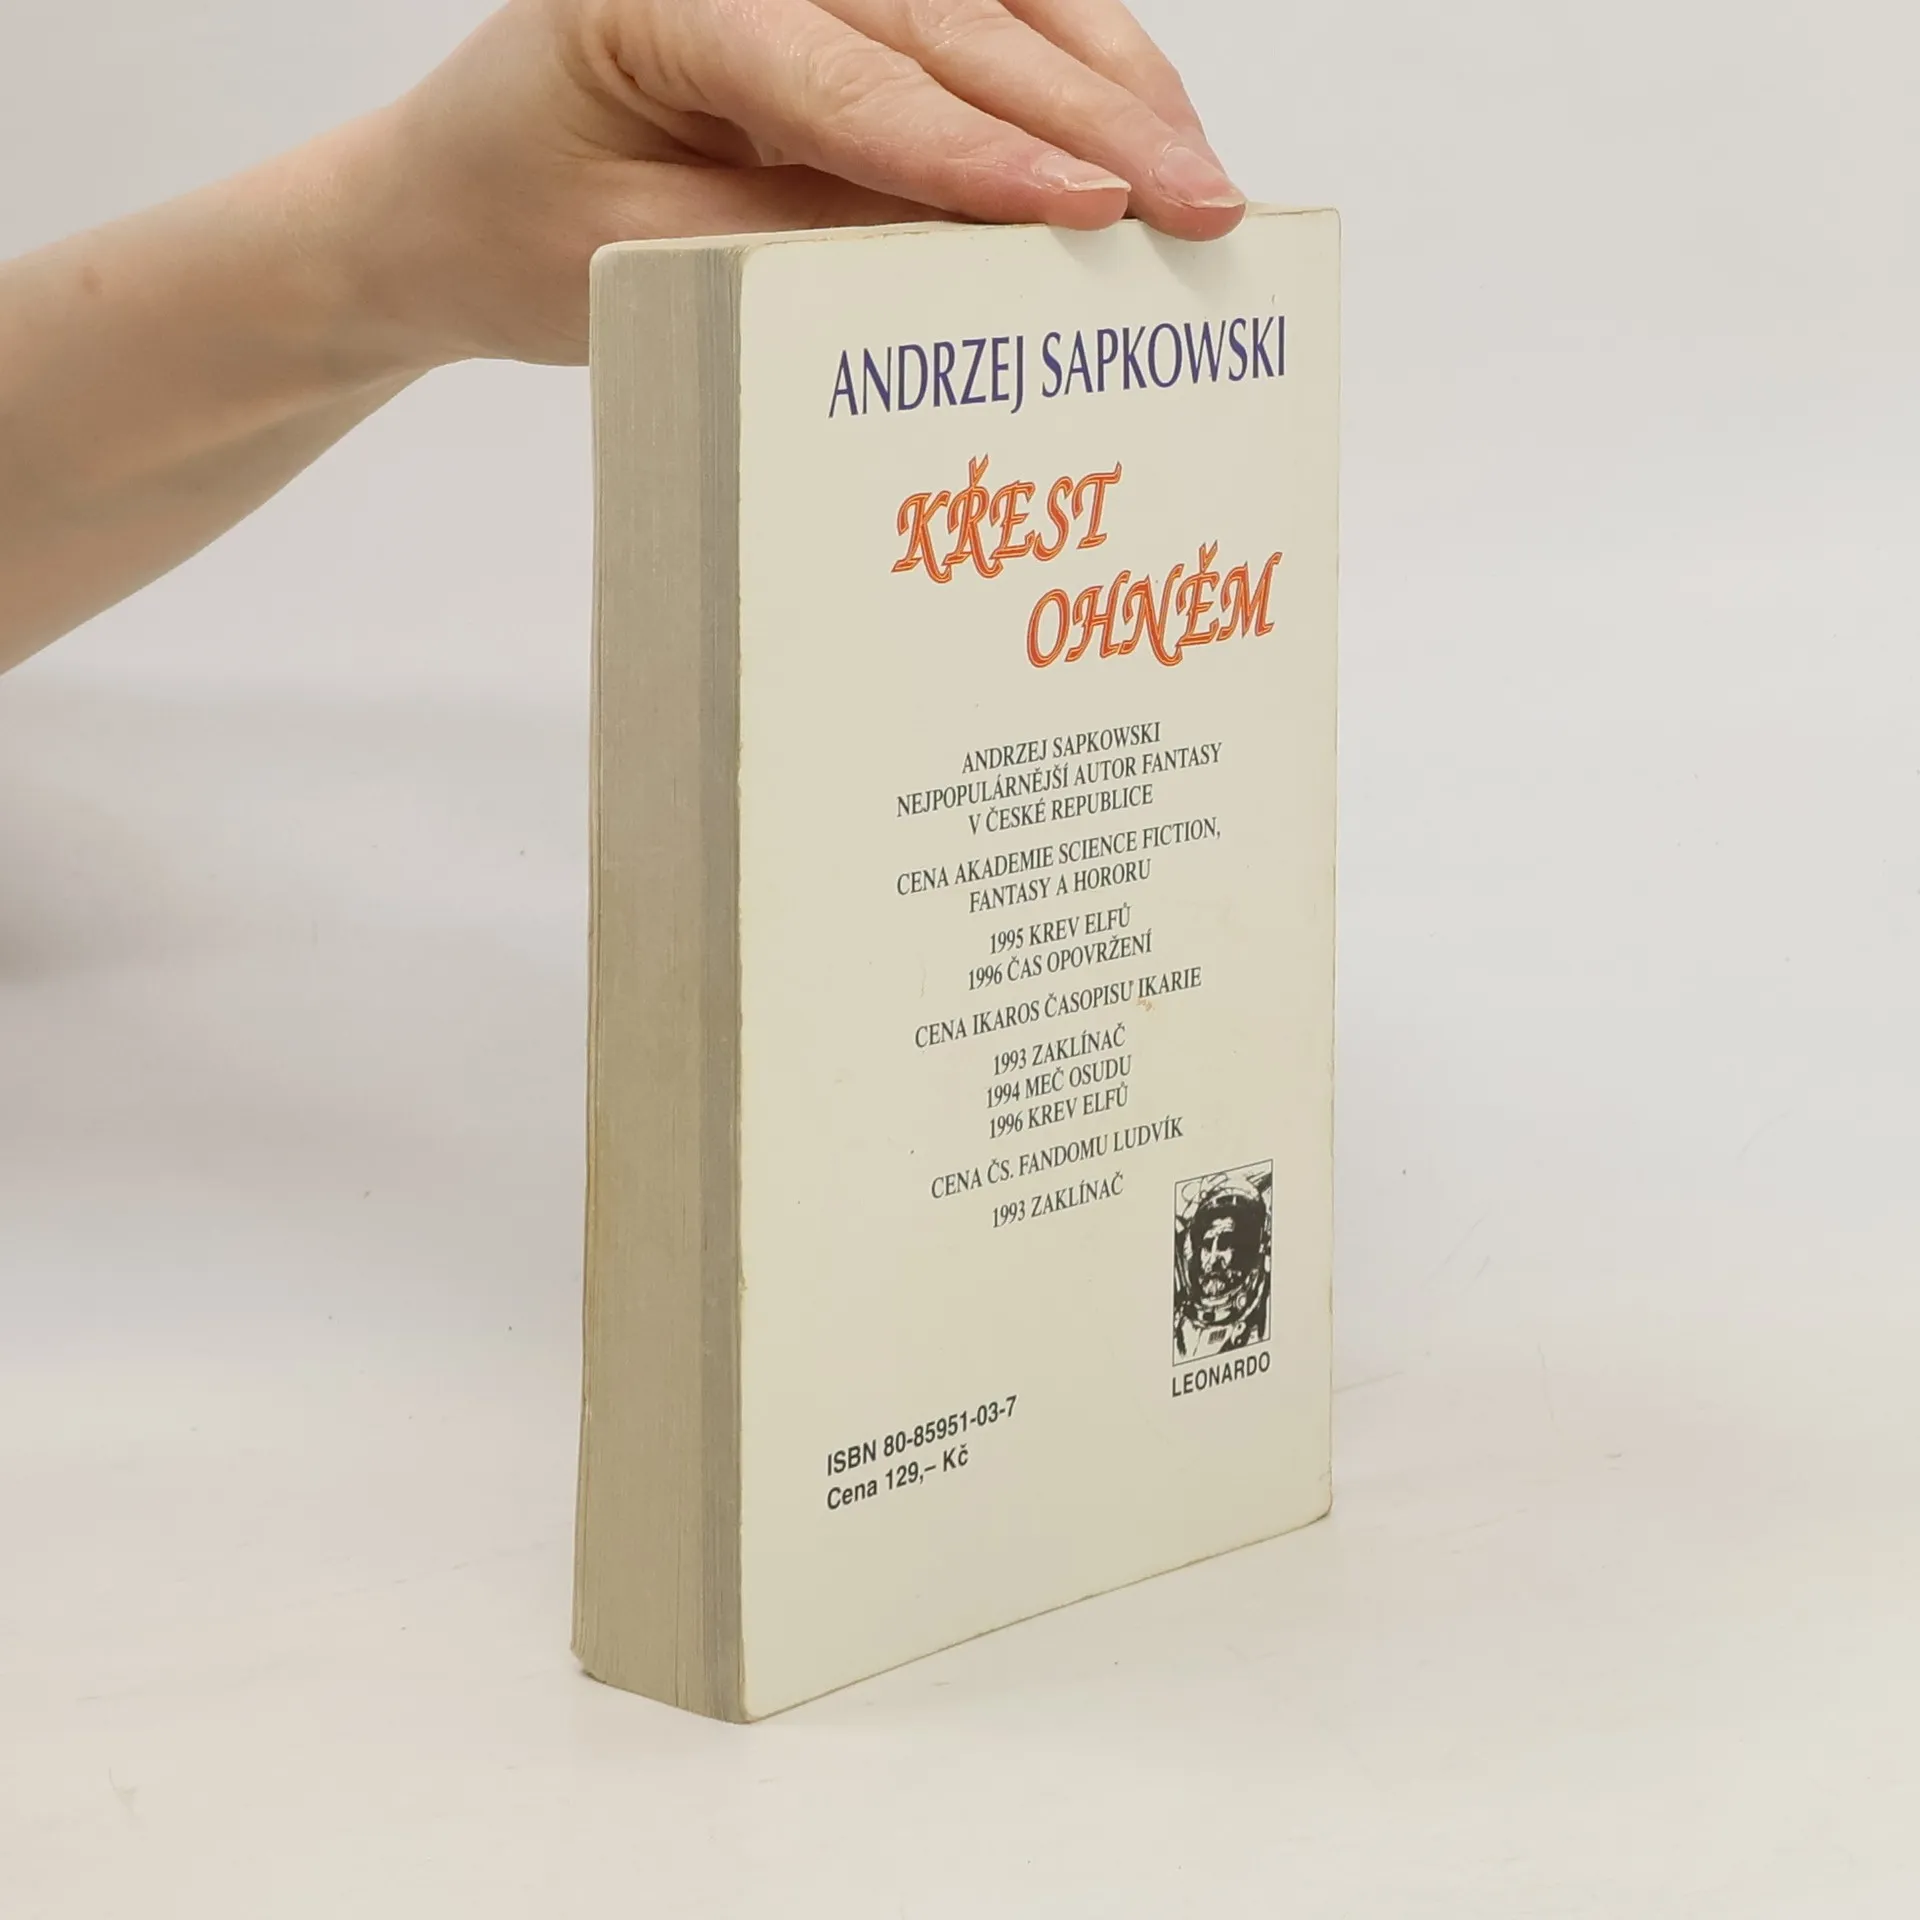 ANDRZEJ SAPKOWSKI
KŘEST
OHNĚM
ANDRZEJ SAPKOWSKI
NEJPOPULÁRNĚJŠÍ AUTOR FANTASY
V ČESKÉ REPUBLICE
CENA AKADEMIE SCIENCE FICTION,
FANTASY A HORORU
1995 KREV ELFŮ
1996 ČAS OPOVRŽENÍ
CENA IKAROS ČASOPISU IKARIE
1993 ZAKLÍNAČ
1994 MEČ OSUDU
1996 KREV ELFŮ
CENA ČS. FANDOMU LUDVÍK
1993 ZAKLÍNAČ
LEONARDO
ISBN 80-85951-03-7
Cena 129,– Kč